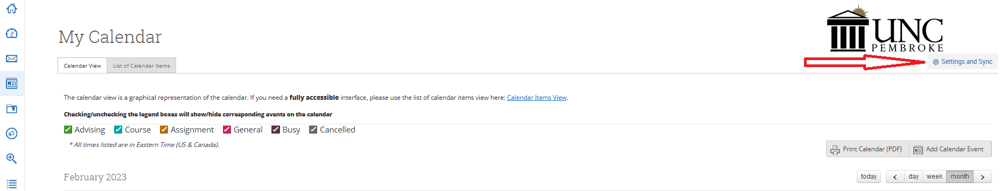 UNC
PEMBROKE
My Calendar
Settings and Sync
Calendar View List of Calendar Items
The calendar view is a graphical representation of the calendar. If you need a fully accessible interface, please use the list of calendar items view here: Calendar Items View.
Checking/unchecking the legend boxes will show/hide corresponding events on the calendar
Advising Course Assignment General Busy Cancelled
* All times listed are in Eastern Time (US & Canada).
Print Calendar (PDF) Add Calendar Event
February 2023 today < day week month >